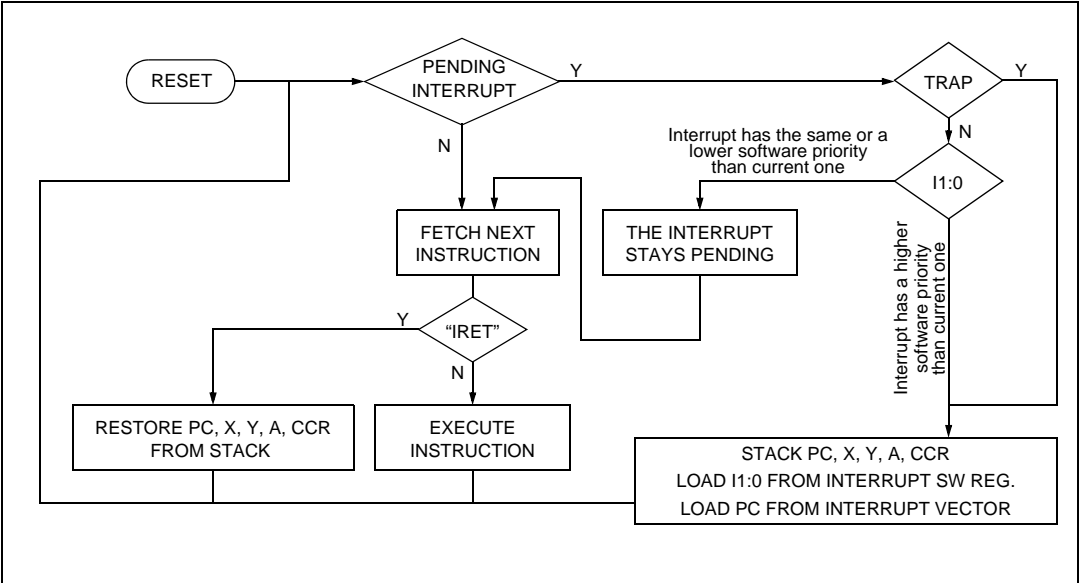 RESET
PENDING
INTERRUPT
Y
TRAP
Y
N
N
Interrupt has the same or a
lower software priority
than current one
I1:0
FETCH NEXT
INSTRUCTION
THE INTERRUPT
STAYS PENDING
Interrupt has a higher
software priority
than current one
Y
“IRET”
N
RESTORE PC, X, Y, A, CCR
FROM STACK
EXECUTE
INSTRUCTION
STACK PC, X, Y, A, CCR
LOAD I1:0 FROM INTERRUPT SW REG.
LOAD PC FROM INTERRUPT VECTOR